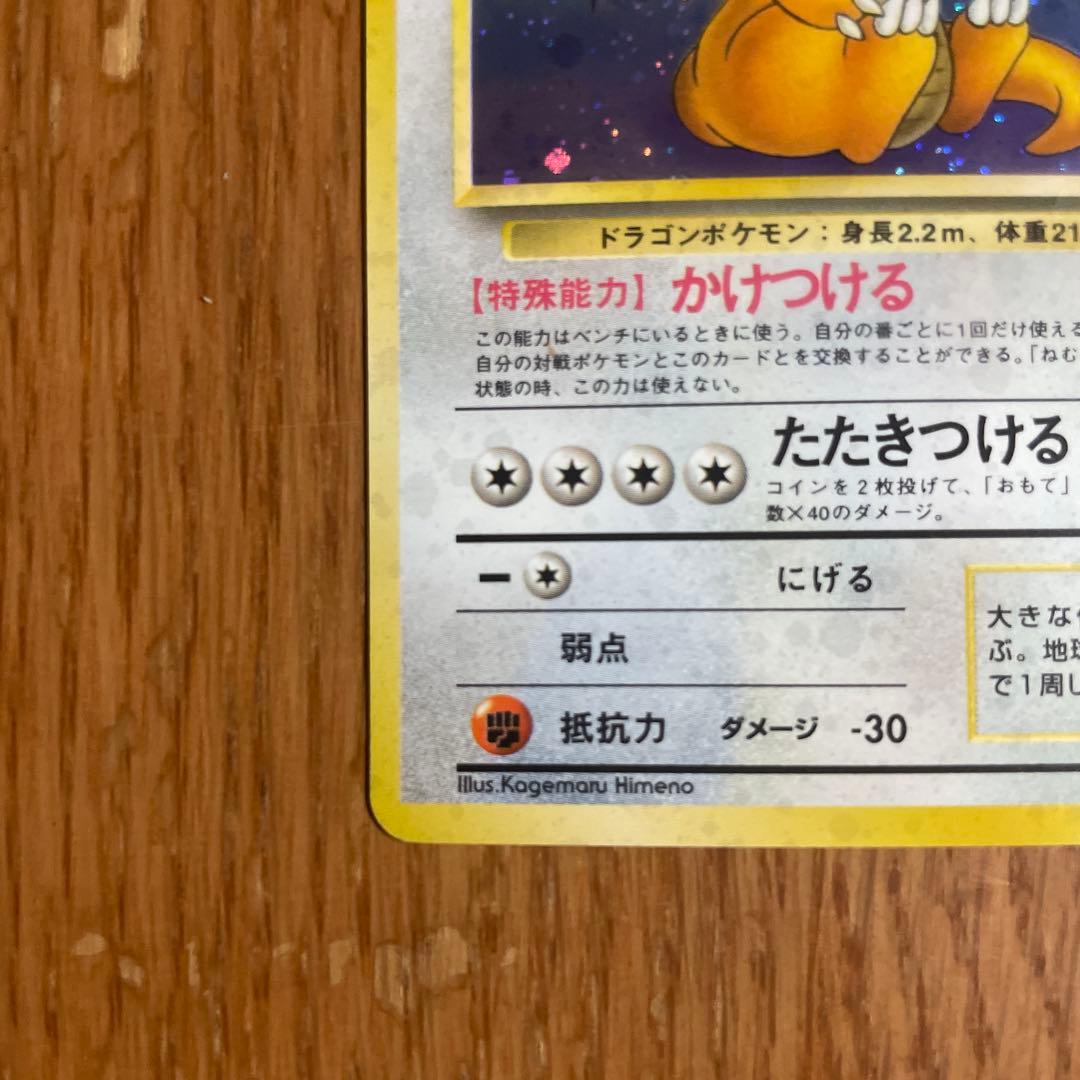 ドラゴンポケモン：身長2.2m、体重21
【特殊能力】 かけつける
この能力はベンチにいるときに使う。自分の番ごとに1回だけ使える
自分の対戦ポケモンとこのカードとを交換することができる。「ねむ
状態の時、この力は使えない。
たたきつける
コインを2枚投げて、「おもて」
数×40のダメージ。
− にげる
弱点
抵抗力 ダメージ -30
大きな
ぶ。地球
で1周し
Illus.Kagemaru Himeno